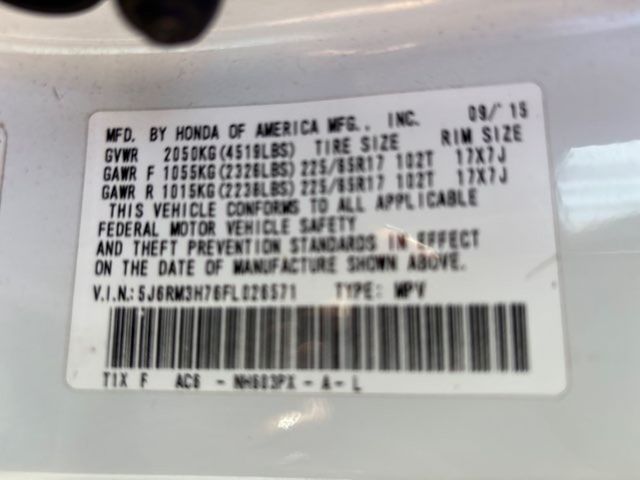 MFD. BY HONDA OF AMERICA MFG., INC. 09/'15
GVWR 2050KG(4519LBS) TIRE SIZE RIM SIZE
GAWR F 1055KG(2326LBS) 225/65R17 102T 17X7J
GAWR R 1015KG(2238LBS) 225/65R17 102T 17X7J
THIS VEHICLE CONFORMS TO ALL APPLICABLE
FEDERAL MOTOR VEHICLE SAFETY
AND THEFT PREVENTION STANDARDS IN EFFECT
ON THE DATE OF MANUFACTURE SHOWN ABOVE.
V.I.N.: 5J6RM3H76FL026571 TYPE: MPV
T1X F AC6 - NH603PX - A - L